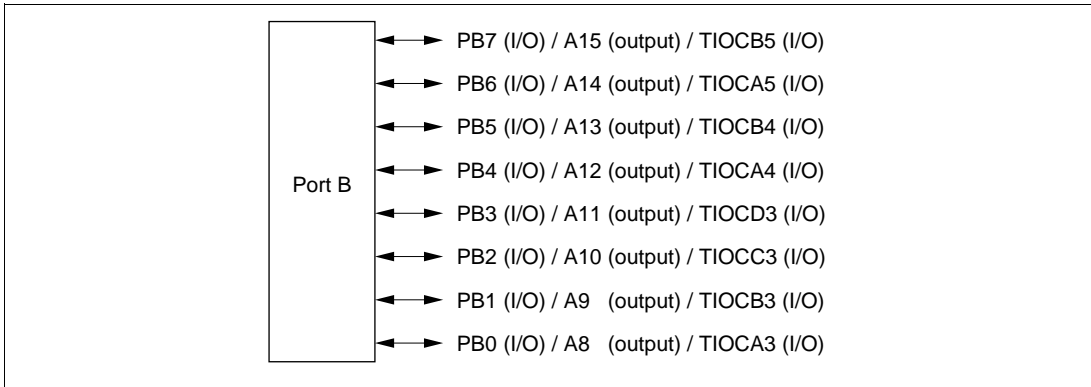 Port B
PB7 (I/O) / A15 (output) / TIOCB5 (I/O)
PB6 (I/O) / A14 (output) / TIOCA5 (I/O)
PB5 (I/O) / A13 (output) / TIOCB4 (I/O)
PB4 (I/O) / A12 (output) / TIOCA4 (I/O)
PB3 (I/O) / A11 (output) / TIOCD3 (I/O)
PB2 (I/O) / A10 (output) / TIOCC3 (I/O)
PB1 (I/O) / A9 (output) / TIOCB3 (I/O)
PB0 (I/O) / A8 (output) / TIOCA3 (I/O)